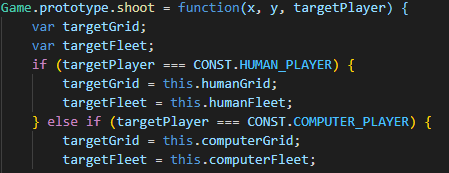 Game.prototype.shoot = function(x, y, targetPlayer) {
    var targetGrid;
    var targetFleet;
    if (targetPlayer === CONST.HUMAN_PLAYER) {
        targetGrid = this.humanGrid;
        targetFleet = this.humanFleet;
    } else if (targetPlayer === CONST.COMPUTER_PLAYER) {
        targetGrid = this.computerGrid;
        targetFleet = this.computerFleet;